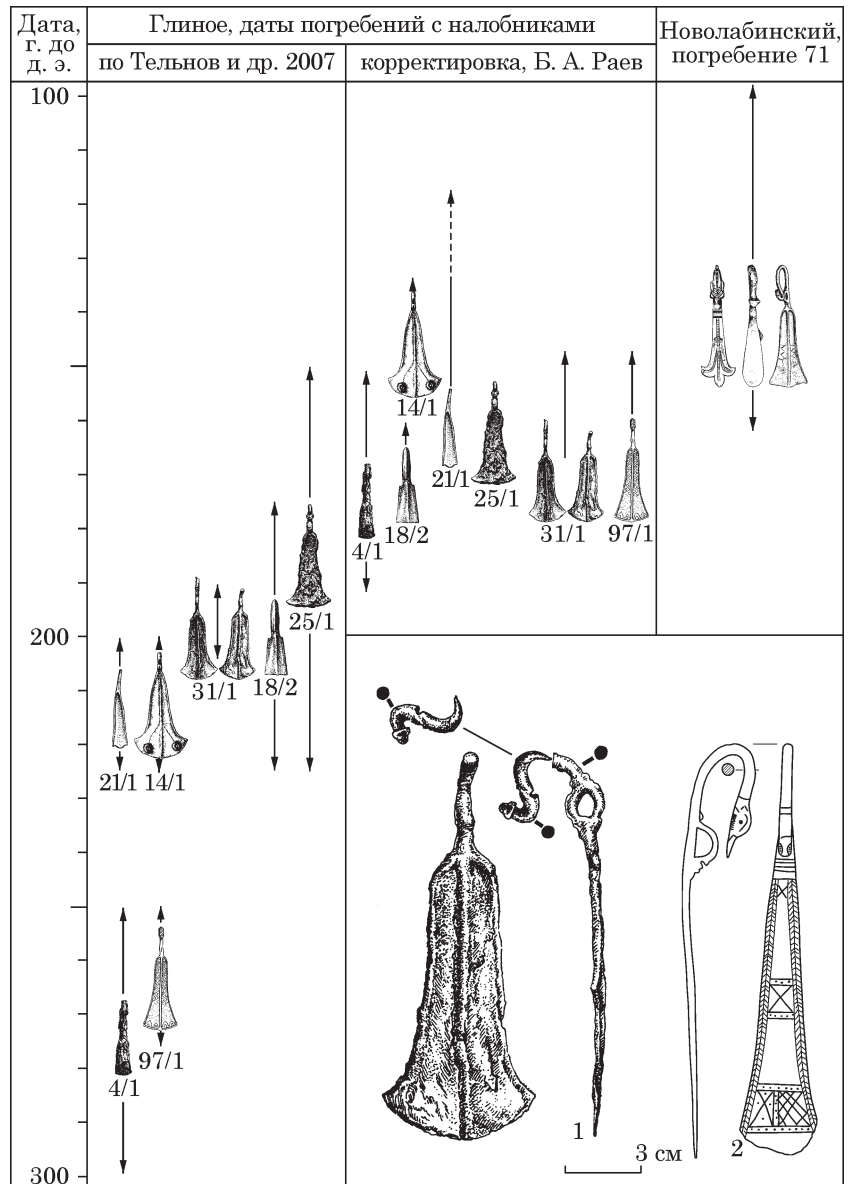 Дата,
г. до
д. э.
Глиное, даты погребений с налобниками
по Тельнов и др. 2007
корректировка, Б. А. Раев
Новолабинский,
погребение 71
100
14/1
21/1
25/1
4/1
18/2
31/1
97/1
200
25/1
31/1
18/2
21/1
14/1
97/1
4/1
300
1
2
3 см